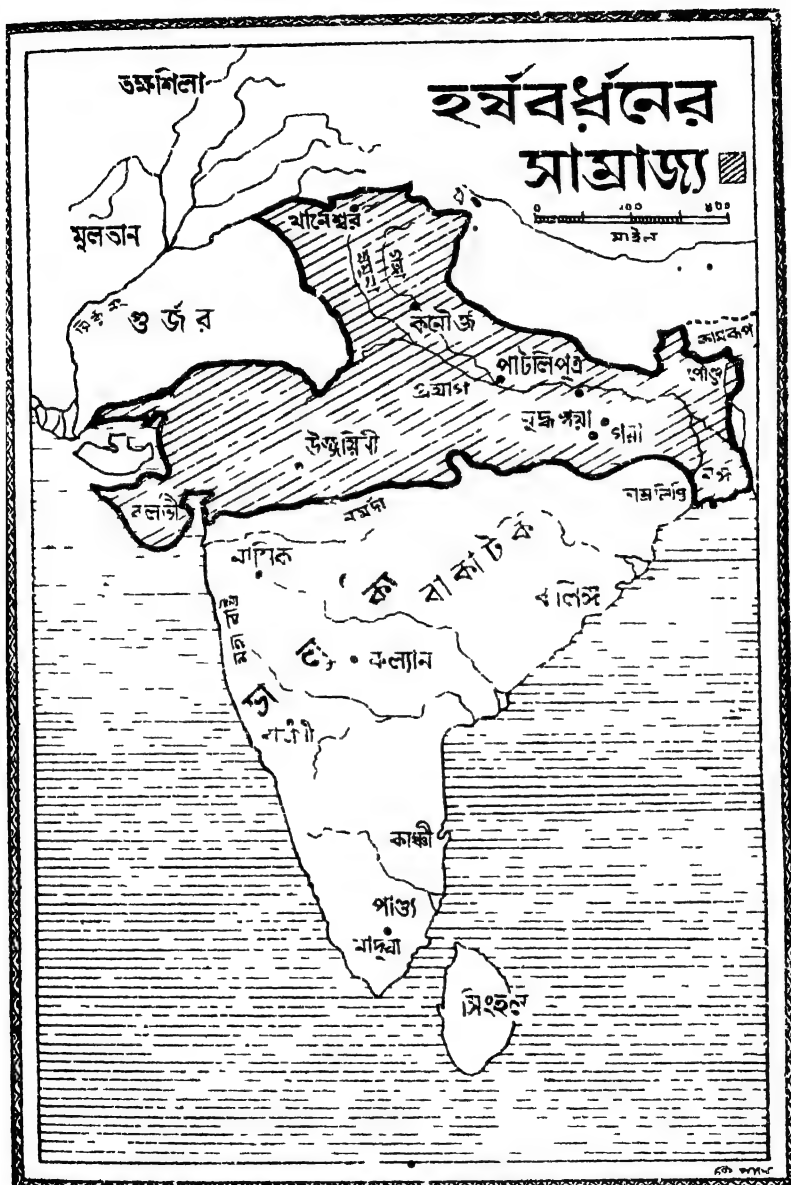 হর্ষবর্ধনের
সাম্রাজ্য
তক্ষশিলা
মাইল
থানেশ্বর
মুলতান
গুর্জর
কনৌজ
কামরূপ
পাটলিপুত্র
পৌণ্ড্র
প্রয়াগ
বুদ্ধগয়া
গয়া
উজ্জয়িনী
বঙ্গ
বলভী
তাম্রলিপ্তি
নর্মদা
নাসিক
বাকাটক
কলিঙ্গ
কল্যান
কাঞ্চী
পাণ্ড্য
মাদুরা
সিংহল